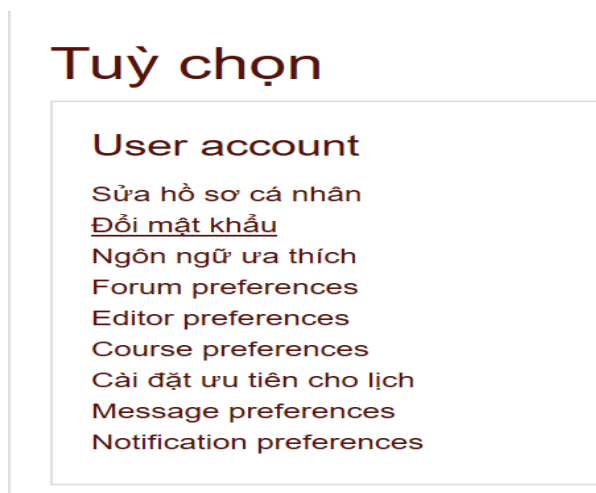 Tuỳ chọn
User account
Sửa hồ sơ cá nhân
Đổi mật khẩu
Ngôn ngữ ưa thích
Forum preferences
Editor preferences
Course preferences
Cài đặt ưu tiên cho lịch
Message preferences
Notification preferences